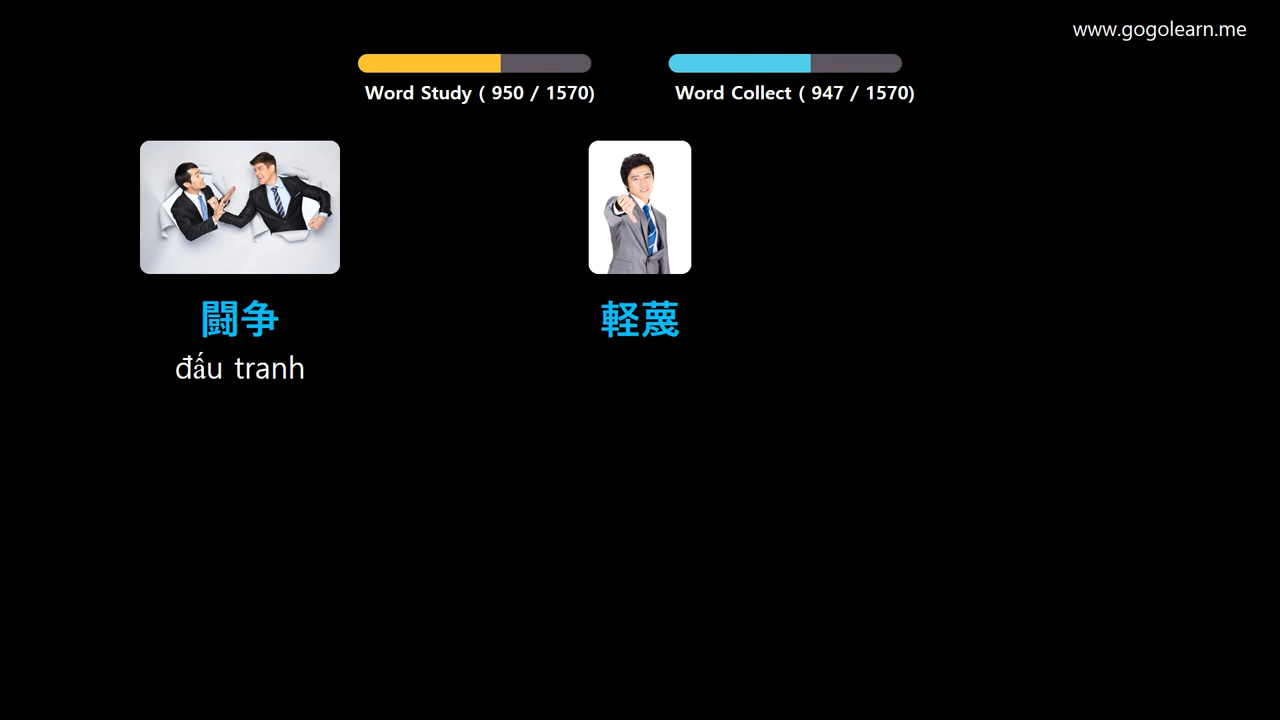 www.gogolearn.me
Word Study ( 950 / 1570)
Word Collect ( 947 / 1570)
闘争
軽蔑
đấu tranh